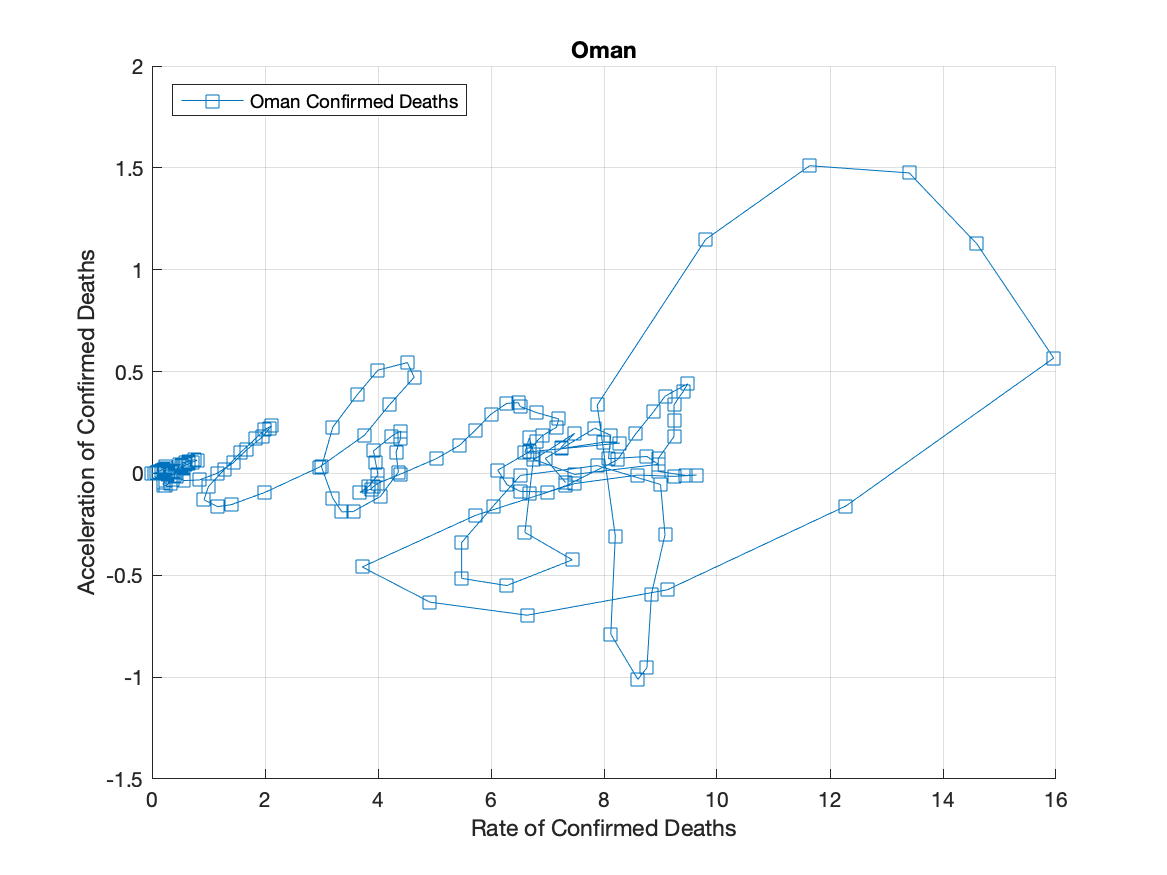 Oman
2
1.5
1
0.5
0
-0.5
-1
-1.5
Oman Confirmed Deaths
Acceleration of Confirmed Deaths
0 2 4 6 8 10 12 14 16
Rate of Confirmed Deaths